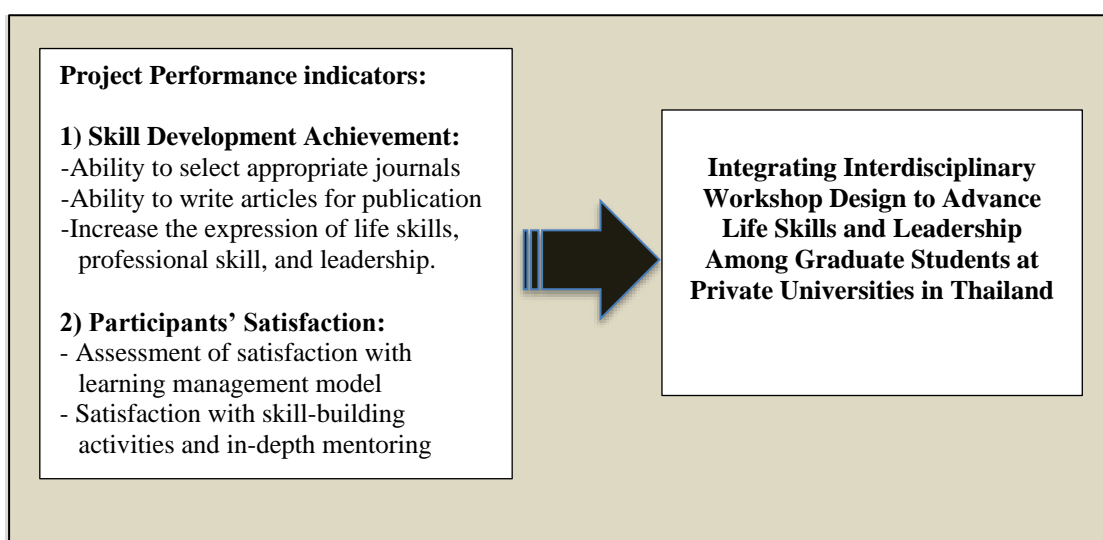 Project Performance indicators:
1) Skill Development Achievement:
-Ability to select appropriate journals
-Ability to write articles for publication
-Increase the expression of life skills,
professional skill, and leadership.
2) Participants’ Satisfaction:
- Assessment of satisfaction with
learning management model
- Satisfaction with skill-building
activities and in-depth mentoring
Integrating Interdisciplinary
Workshop Design to Advance
Life Skills and Leadership
Among Graduate Students at
Private Universities in Thailand